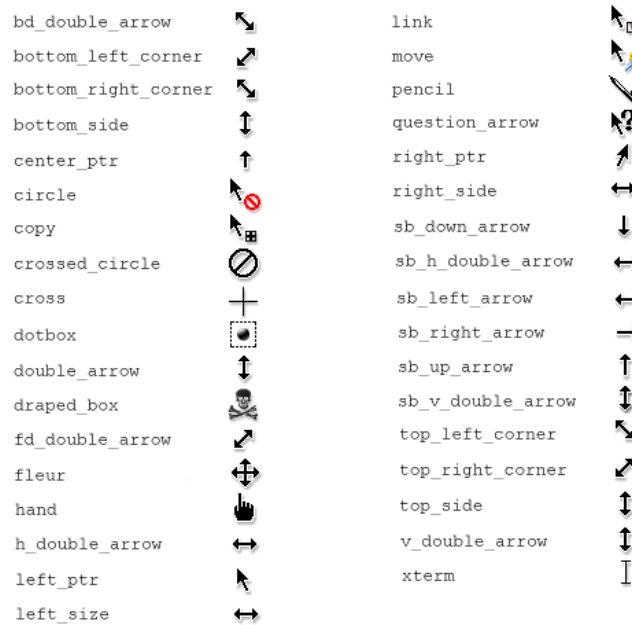 bd_double_arrow
bottom_left_corner
bottom_right_corner
bottom_side
center_ptr
circle
copy
crossed_circle
cross
dotbox
double_arrow
draped_box
fd_double_arrow
fleur
hand
h_double_arrow
left_ptr
left_size
link
move
pencil
question_arrow
right_ptr
right_side
sb_down_arrow
sb_h_double_arrow
sb_left_arrow
sb_right_arrow
sb_up_arrow
sb_v_double_arrow
top_left_corner
top_right_corner
top_side
v_double_arrow
xterm